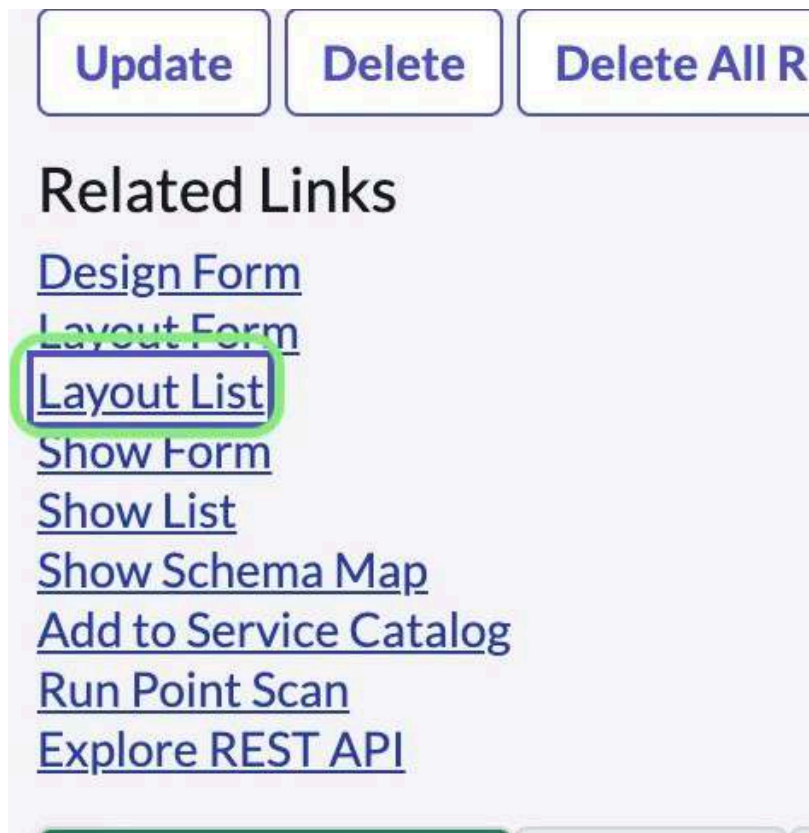 Update Delete Delete All R
Related Links
Design Form
Layout Form
Layout List
Show Form
Show List
Show Schema Map
Add to Service Catalog
Run Point Scan
Explore REST API